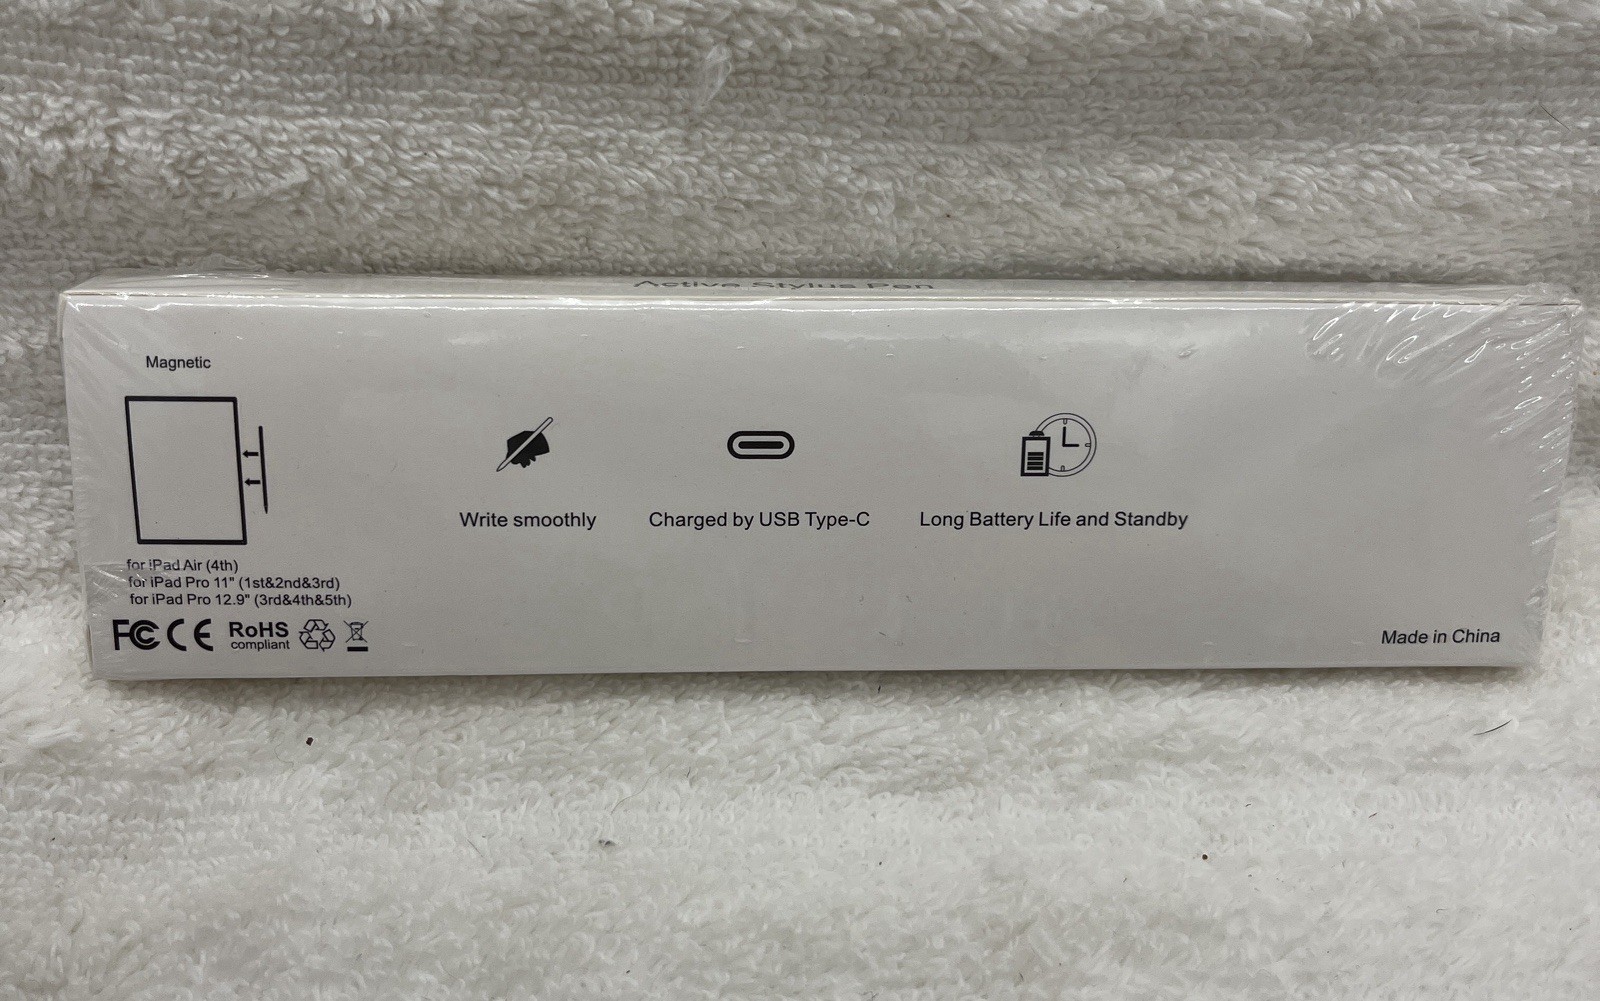 Active Stylus Pen
Magnetic
for iPad Air (4th)
for iPad Pro 11" (1st&2nd&3rd)
for iPad Pro 12.9" (3rd&4th&5th)
FC CE RoHS
compliant
Write smoothly
Charged by USB Type-C
Long Battery Life and Standby
Made in China